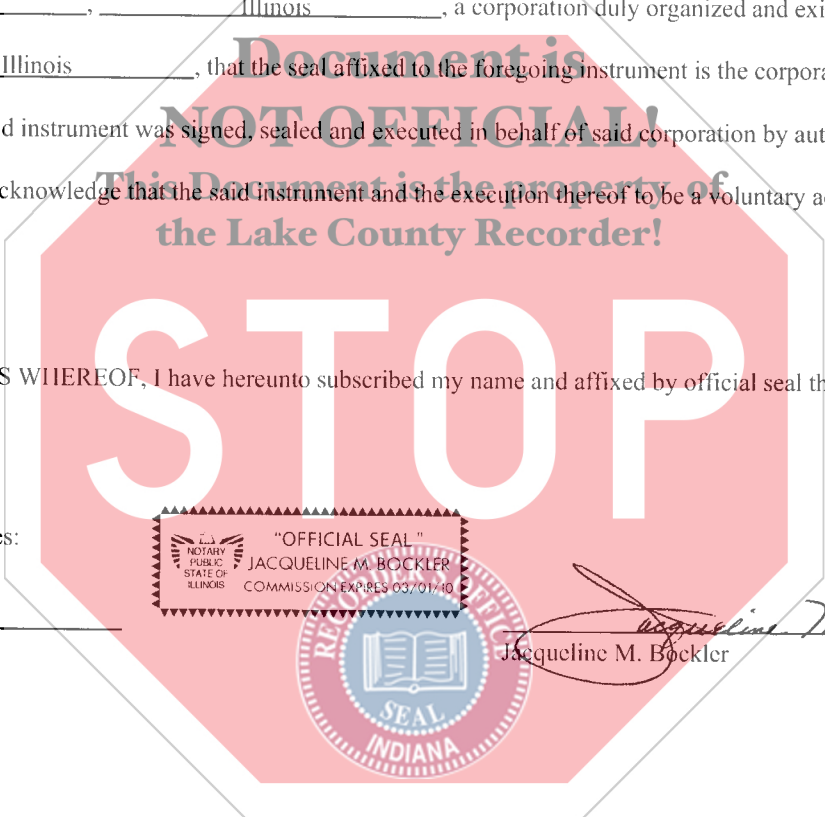 , Illinois , a corporation duly organized and exi
Document is
Illinois , that the seal affixed to the foregoing instrument is the corpora
NOT OFFICIAL!
d instrument was signed, sealed and executed in behalf of said corporation by aut
This Document is the property of
cknowledge that the said instrument and the execution thereof to be a voluntary a
the Lake County Recorder!
STOP
S WHEREOF, I have hereunto subscribed my name and affixed by official seal th
es:
"OFFICIAL SEAL"
NOTARY
PUBLIC
STATE OF
ILLINOIS
JACQUELINE M. BOCKLER
COMMISSION EXPIRES 03/01/10
RECORDER'S OFFICE
SEAL
INDIANA
Jacqueline
Jacqueline M. Bockler